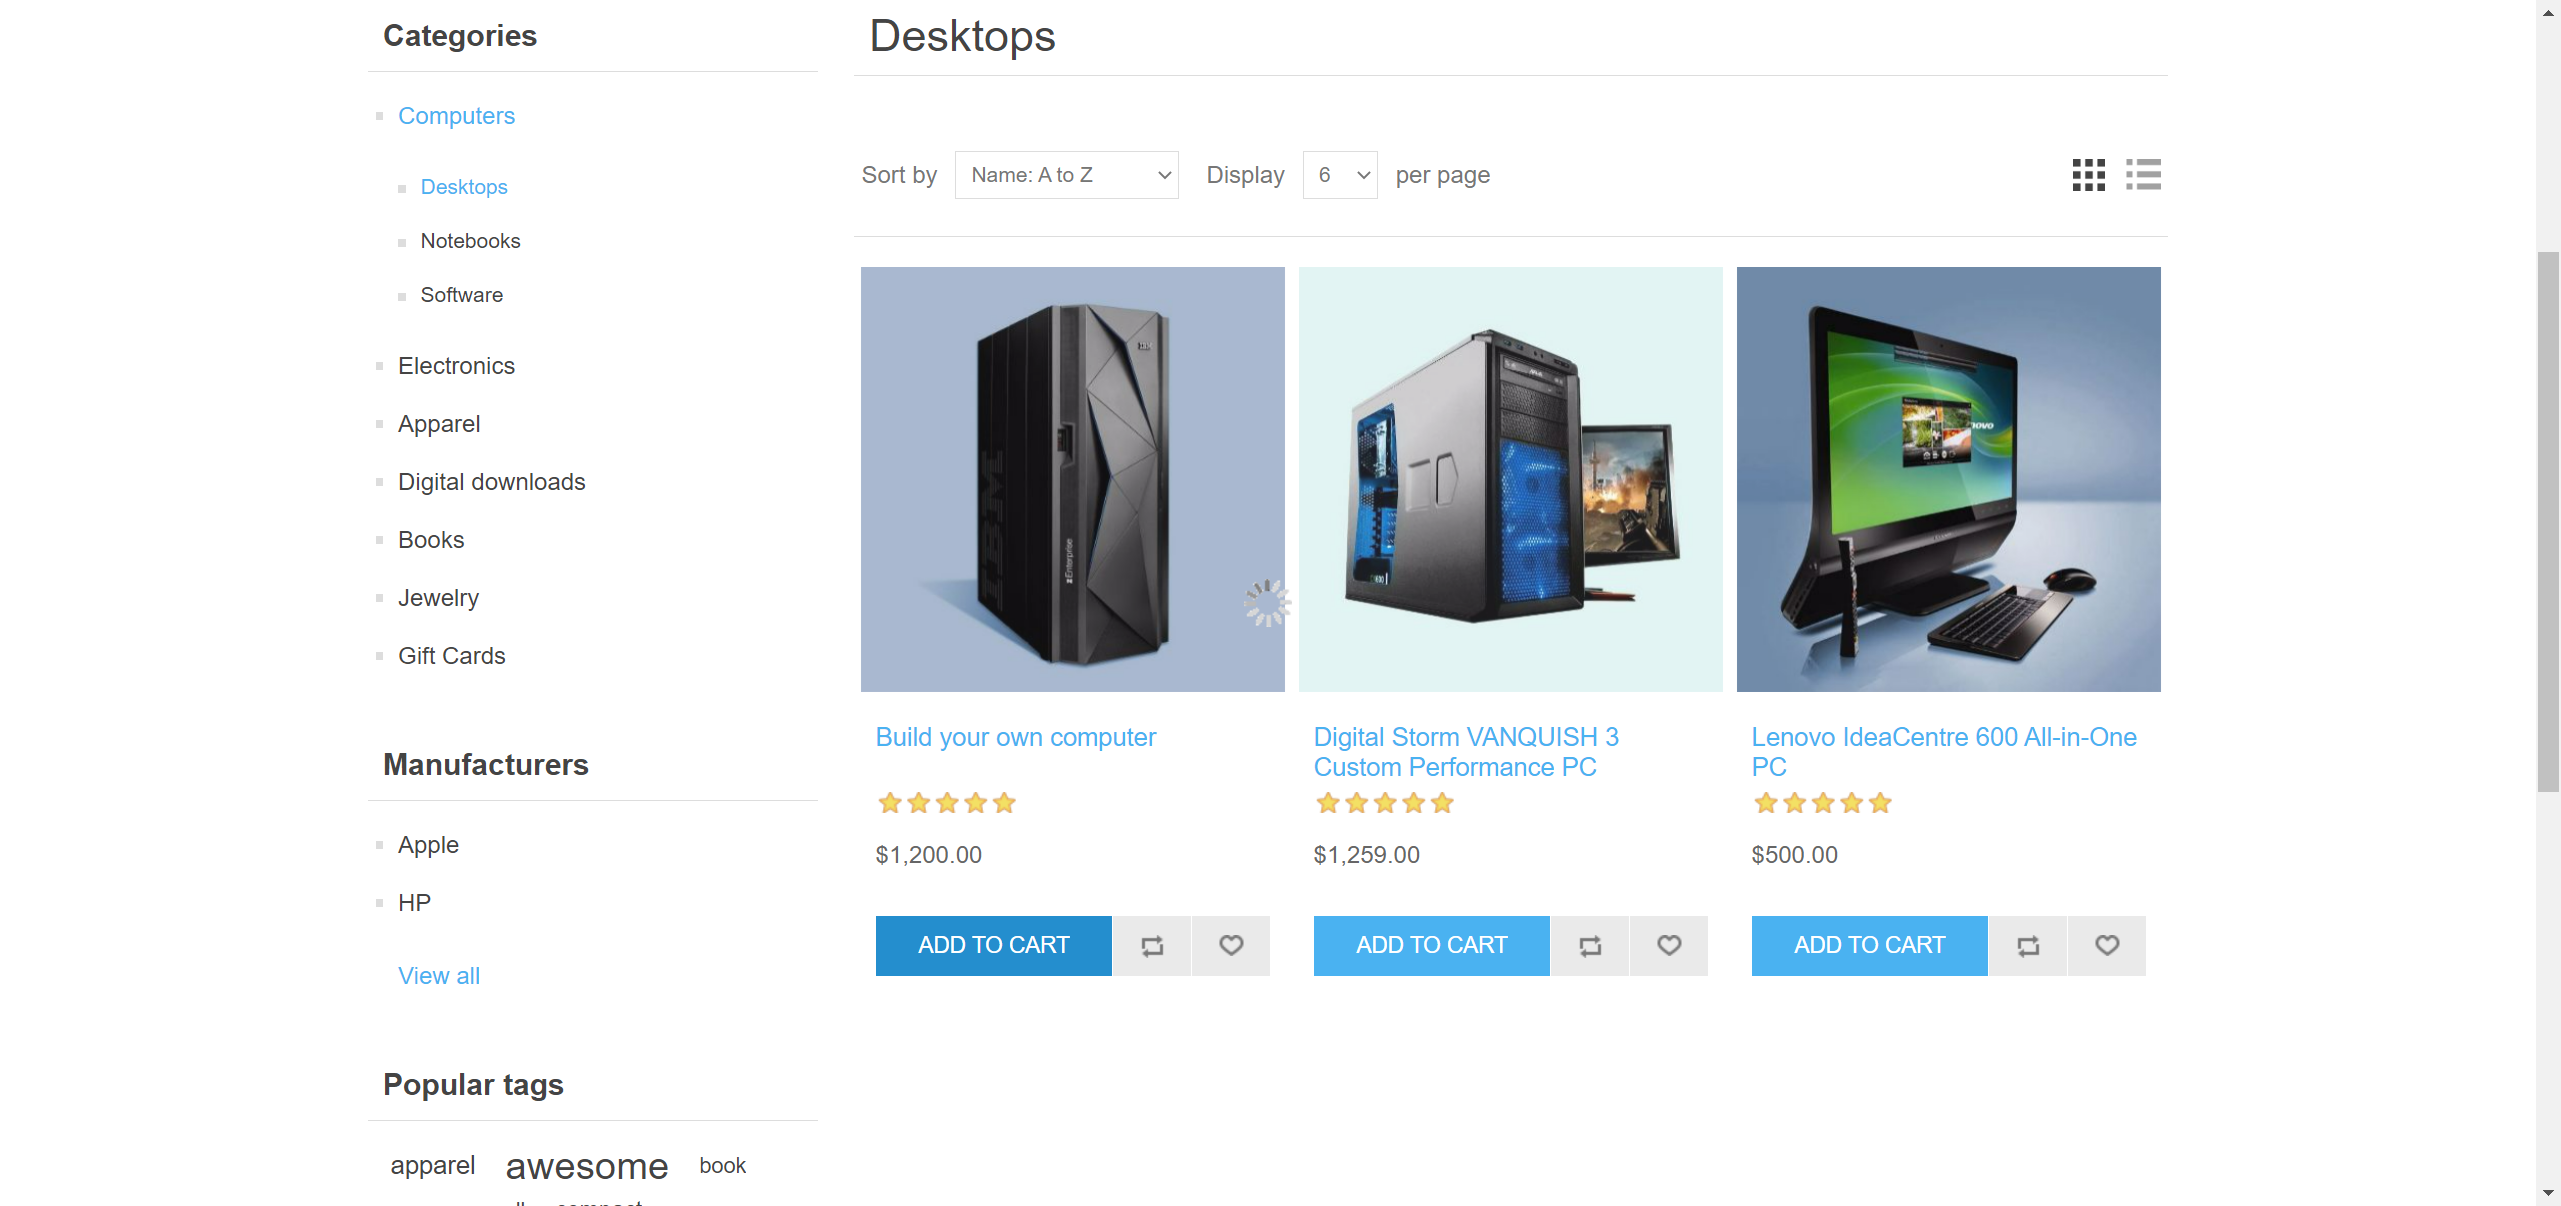 Categories
Computers
Desktops
Notebooks
Software
Electronics
Apparel
Digital downloads
Books
Jewelry
Gift Cards
Manufacturers
Apple
HP
View all
Popular tags
apparel awesome book
Desktops
Sort by Name: A to Z Display 6 per page
IBM
IBM
Enterprise
Build your own computer
$1,200.00
ADD TO CART
Digital Storm VANQUISH 3
Custom Performance PC
$1,259.00
ADD TO CART
Lenovo IdeaCentre 600 All-in-One
PC
$500.00
ADD TO CART